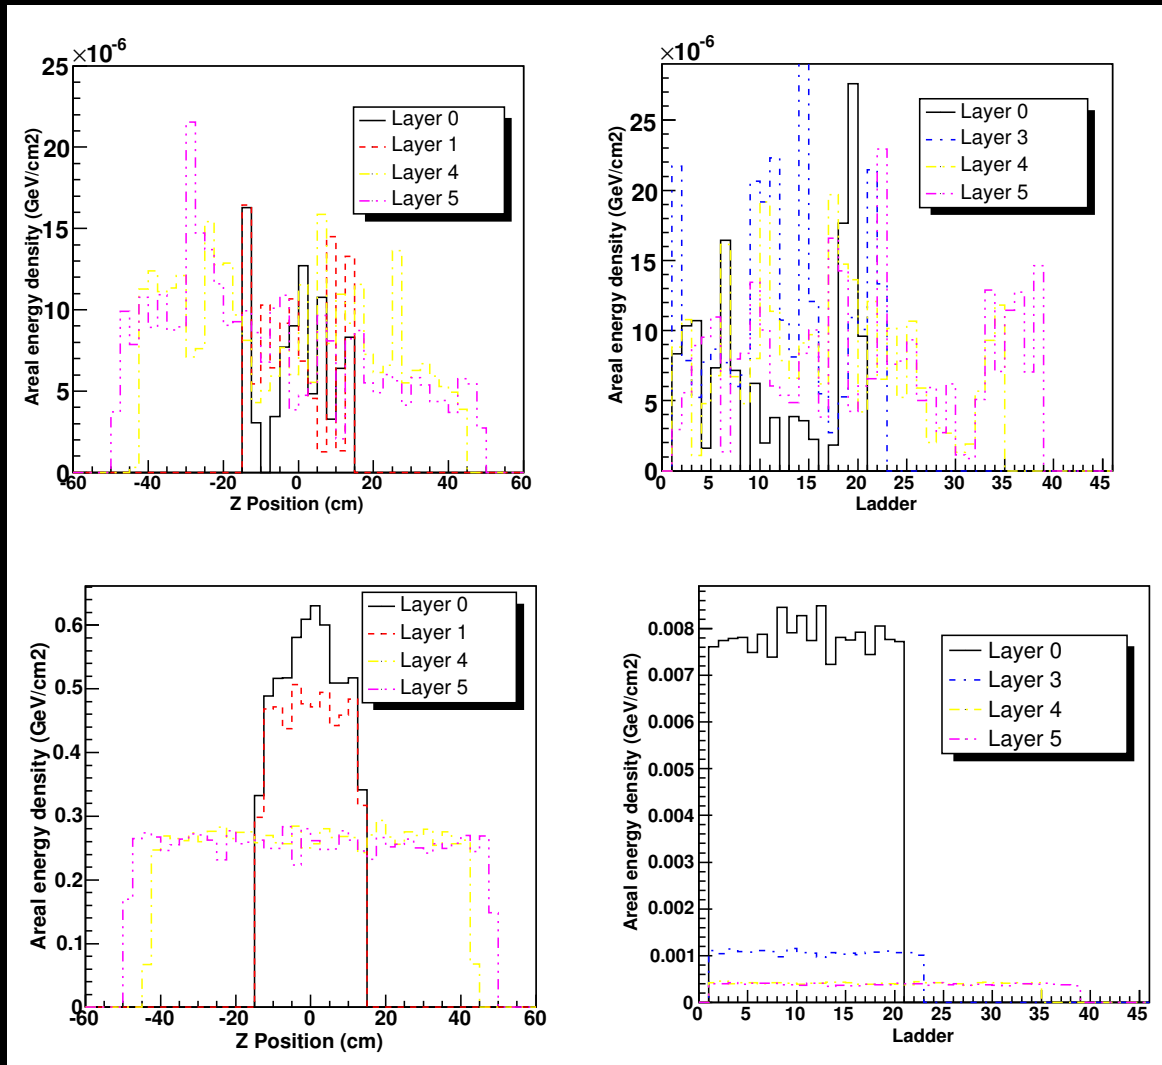 ×10-6
25
20
15
10
5
0
Areal energy density (GeV/cm2)
Layer 0
Layer 1
Layer 4
Layer 5
-60 -40 -20 0 20 40 60
Z Position (cm)
×10-6
25
20
15
10
5
0
Areal energy density (GeV/cm2)
Layer 0
Layer 3
Layer 4
Layer 5
0 5 10 15 20 25 30 35 40 45
Ladder
0.6
0.5
0.4
0.3
0.2
0.1
0
Areal energy density (GeV/cm2)
Layer 0
Layer 1
Layer 4
Layer 5
-60 -40 -20 0 20 40 60
Z Position (cm)
0.008
0.007
0.006
0.005
0.004
0.003
0.002
0.001
0
Areal energy density (GeV/cm2)
Layer 0
Layer 3
Layer 4
Layer 5
0 5 10 15 20 25 30 35 40 45
Ladder